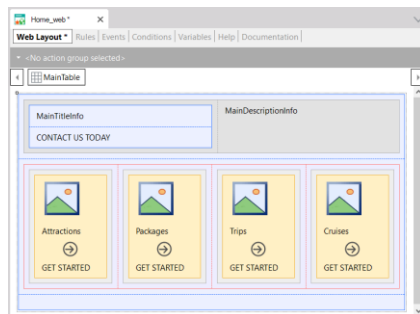 Home_web *
Web Layout * Rules Events Conditions Variables Help Documentation
<No action group selected>
MainTable
MainTitleInfo MainDescriptionInfo
CONTACT US TODAY
Attractions Packages Trips Cruises
GET STARTED GET STARTED GET STARTED GET STARTED